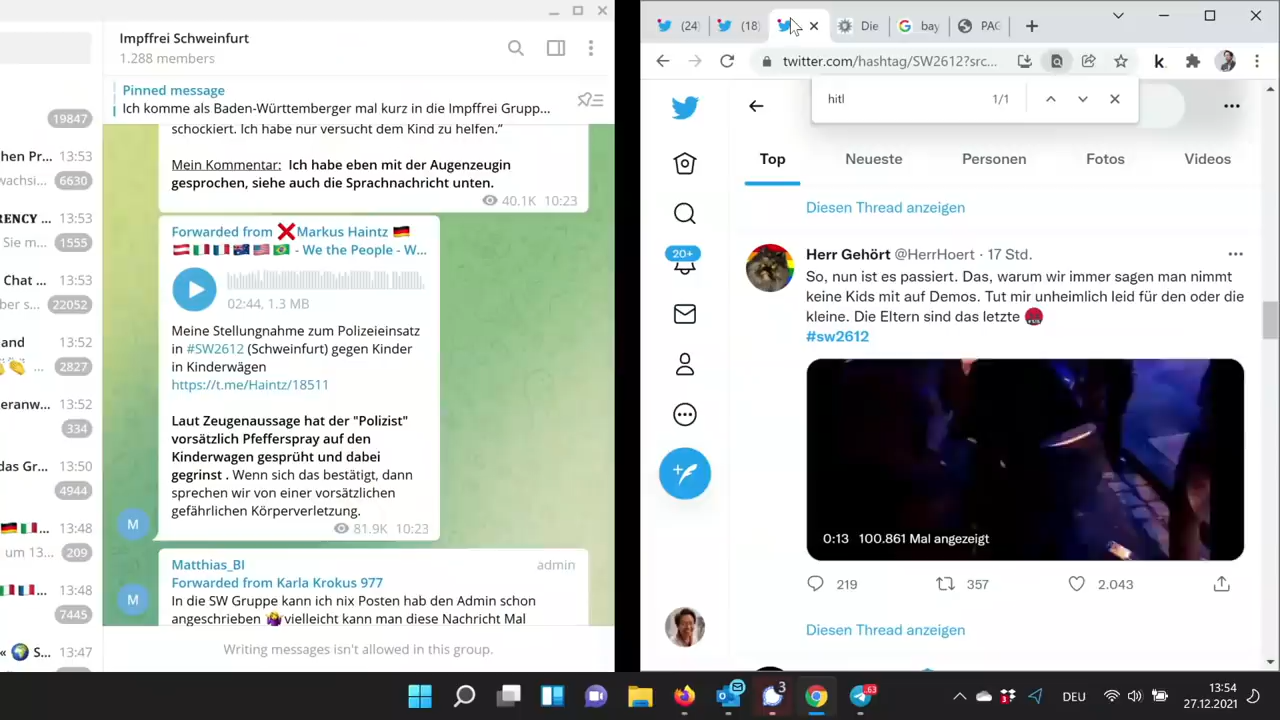 Impffrei Schweinfurt
1.288 members
Pinned message
Ich komme als Baden-Württemberger mal kurz in die Impffrei Grupp...
19847
hen Pr... 13:53
wachsi... 6630
RENCY ... 13:53
Sie m... 1555
Chat ... 13:53
ber s... 22052
and 13:52
... 2827
eranw... 13:52
334
das Gr... 13:50
4944
... 13:48
um 13... 209
... 13:48
7445
« 🌍 S... 13:47
schockiert. Ich habe nur versucht dem Kind zu helfen.“
Mein Kommentar: Ich habe eben mit der Augenzeugin
gesprochen, siehe auch die Sprachnachricht unten.
40.1K 10:23
Forwarded from ❌Markus Haintz 🇩🇪
🇦🇹🇮🇹🇫🇷🇦🇺🇺🇸🇧🇷 - We the People - W...
02:44, 1.3 MB
Meine Stellungnahme zum Polizeieinsatz
in #SW2612 (Schweinfurt) gegen Kinder
in Kinderwägen
https://t.me/Haintz/18511
Laut Zeugenaussage hat der "Polizist"
vorsätzlich Pfefferspray auf den
Kinderwagen gesprüht und dabei
gegrinst . Wenn sich das bestätigt, dann
sprechen wir von einer vorsätzlichen
gefährlichen Körperverletzung.
M
81.9K 10:23
Matthias_BI admin
Forwarded from Karla Krokus 977
M
In die SW Gruppe kann ich nix Posten hab den Admin schon
angeschrieben 🤷‍♀️vielleicht kann man diese Nachricht Mal
Writing messages isn't allowed in this group.
(24) (18) Die bay PAG
twitter.com/hashtag/SW2612?src...
k.
hitl 1/1
Top Neueste Personen Fotos Videos
Diesen Thread anzeigen
20+
Herr Gehört @HerrHoert · 17 Std.
So, nun ist es passiert. Das, warum wir immer sagen man nimmt
keine Kids mit auf Demos. Tut mir unheimlich leid für den oder die
kleine. Die Eltern sind das letzte 🤬
#sw2612
0:13 100.861 Mal angezeigt
219 357 2.043
Diesen Thread anzeigen
3 63 DEU 13:54
27.12.2021